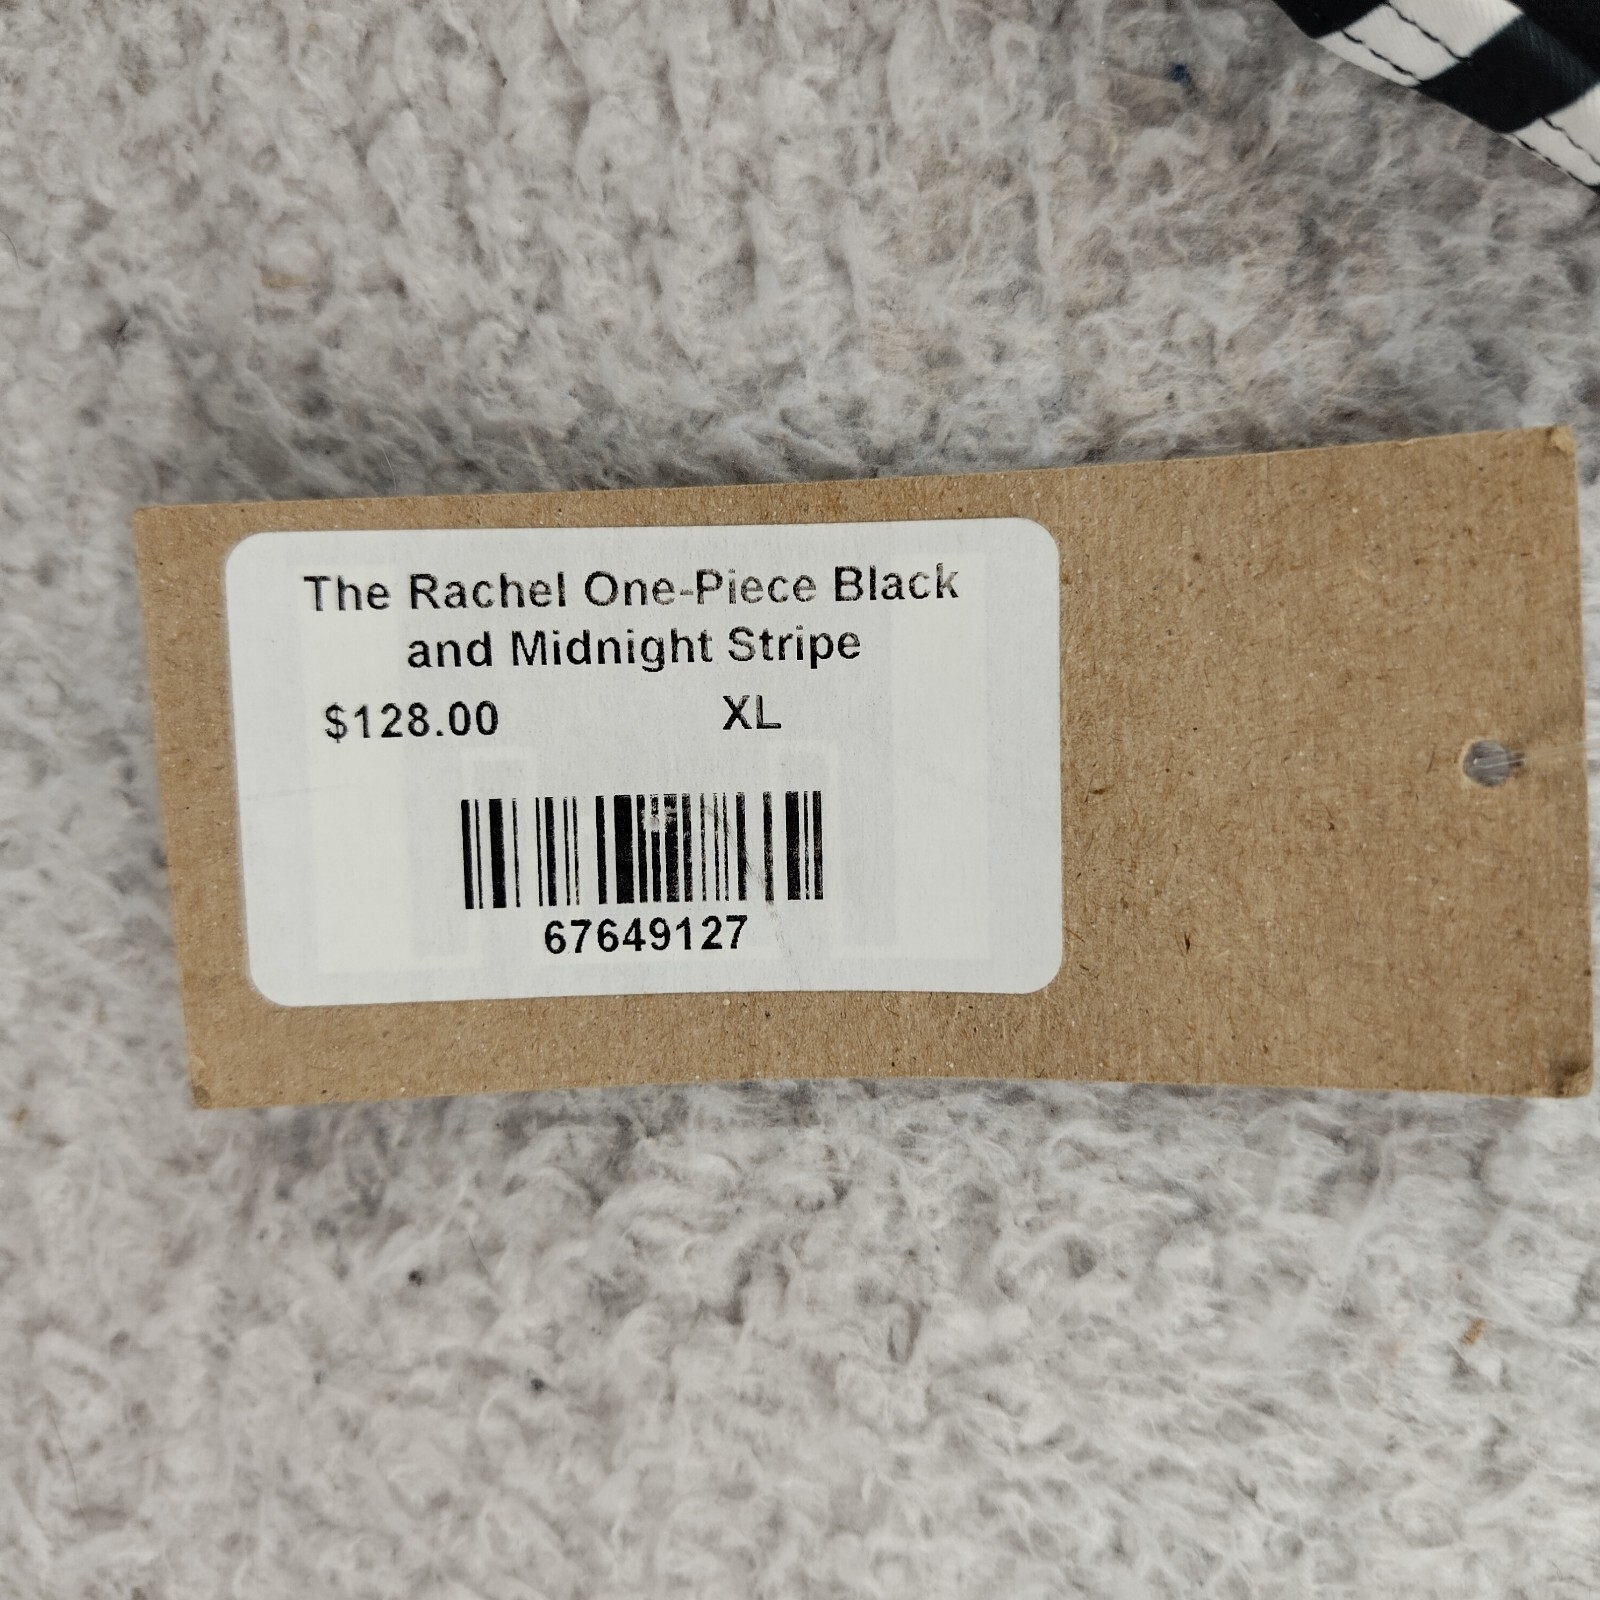 The Rachel One-Piece Black
and Midnight Stripe
$128.00 XL
67649127